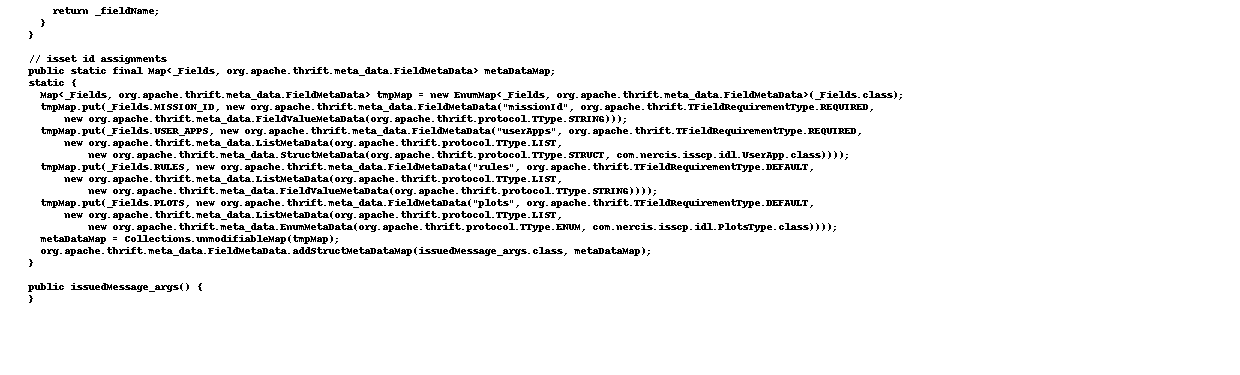 return _fieldName;
}
}
// isset id assignments
public static final Map<_Fields, org.apache.thrift.meta_data.FieldMetaData> metaDataMap;
static {
Map<_Fields, org.apache.thrift.meta_data.FieldMetaData> tmpMap = new EnumMap<_Fields, org.apache.thrift.meta_data.FieldMetaData>(_Fields.class);
tmpMap.put(_Fields.MISSION_ID, new org.apache.thrift.meta_data.FieldMetaData("missionId", org.apache.thrift.TFieldRequirementType.REQUIRED,
new org.apache.thrift.meta_data.FieldValueMetaData(org.apache.thrift.protocol.TType.STRING)));
tmpMap.put(_Fields.USER_APPS, new org.apache.thrift.meta_data.FieldMetaData("userApps", org.apache.thrift.TFieldRequirementType.REQUIRED,
new org.apache.thrift.meta_data.ListMetaData(org.apache.thrift.protocol.TType.LIST,
new org.apache.thrift.meta_data.StructMetaData(org.apache.thrift.protocol.TType.STRUCT, com.nercis.isscp.idl.UserApp.class))));
tmpMap.put(_Fields.RULES, new org.apache.thrift.meta_data.FieldMetaData("rules", org.apache.thrift.TFieldRequirementType.DEFAULT,
new org.apache.thrift.meta_data.ListMetaData(org.apache.thrift.protocol.TType.LIST,
new org.apache.thrift.meta_data.FieldValueMetaData(org.apache.thrift.protocol.TType.STRING))));
tmpMap.put(_Fields.PLOTS, new org.apache.thrift.meta_data.FieldMetaData("plots", org.apache.thrift.TFieldRequirementType.DEFAULT,
new org.apache.thrift.meta_data.ListMetaData(org.apache.thrift.protocol.TType.LIST,
new org.apache.thrift.meta_data.EnumMetaData(org.apache.thrift.protocol.TType.ENUM, com.nercis.isscp.idl.PlotsType.class))));
metaDataMap = Collections.unmodifiableMap(tmpMap);
org.apache.thrift.meta_data.FieldMetaData.addStructMetaDataMap(issuedMessage_args.class, metaDataMap);
}
public issuedMessage_args() {
}